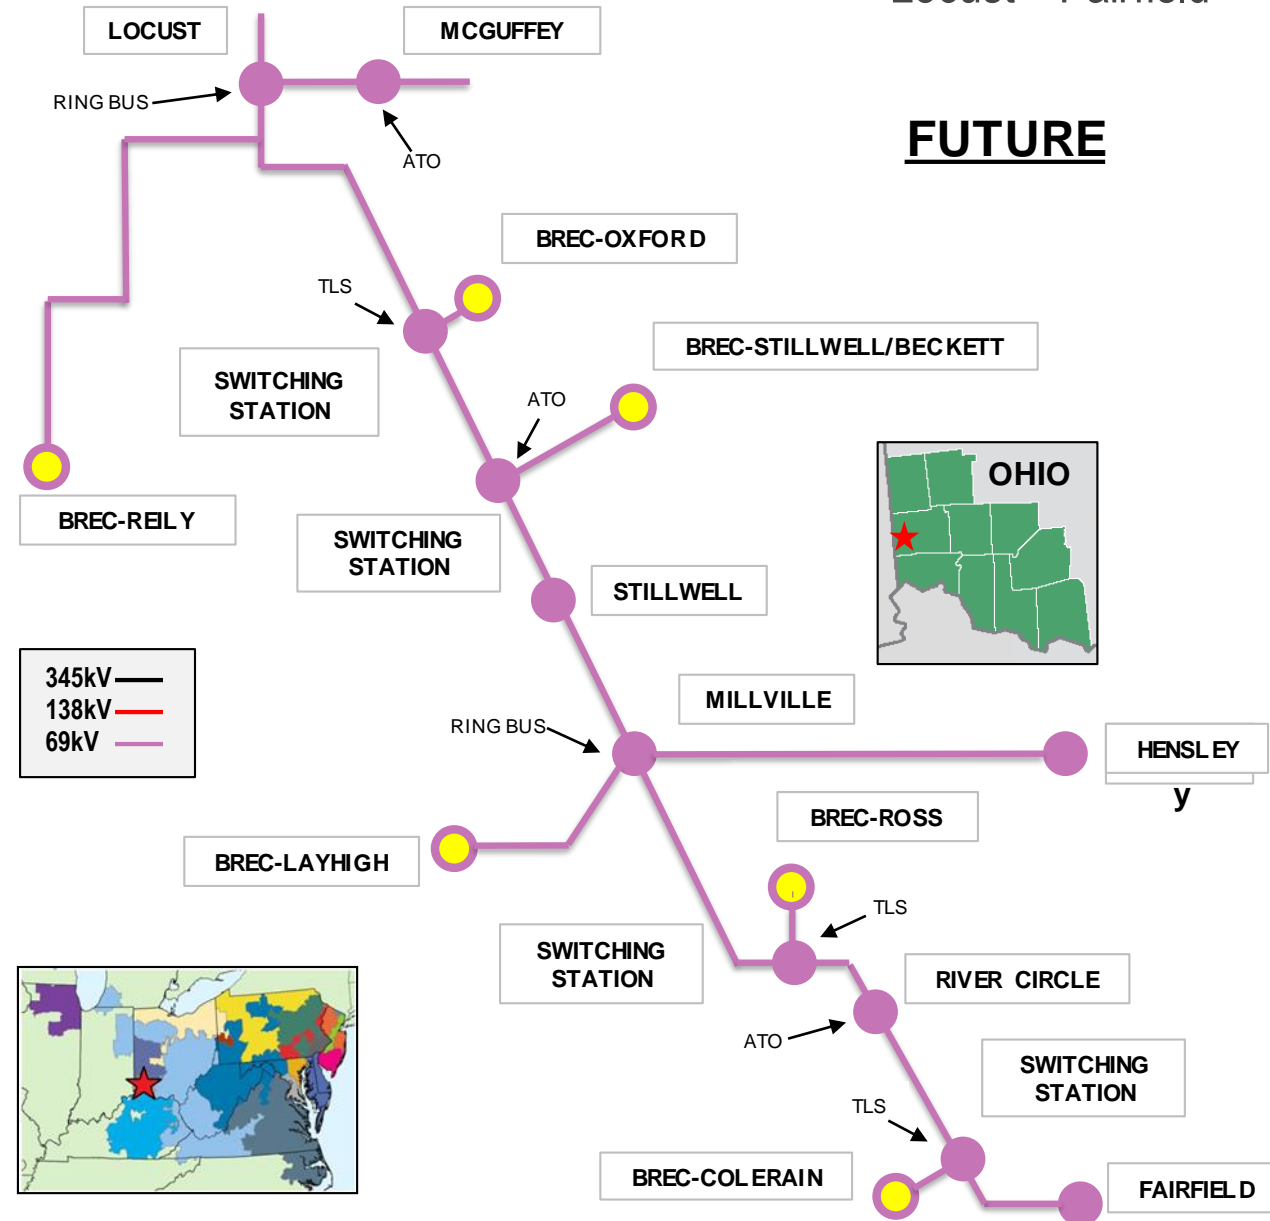 Locust – Fairfield
LOCUST
MCGUFFEY
RING BUS
ATO
FUTURE
BREC-OXFORD
TLS
BREC-STILLWELL/BECKETT
SWITCHING
STATION
ATO
OHIO
BREC-REILY
SWITCHING
STATION
STILLWELL
345kV
138kV
69kV
MILLVILLE
RING BUS
HENSLEY
y
BREC-ROSS
BREC-LAYHIGH
TLS
SWITCHING
STATION
RIVER CIRCLE
ATO
SWITCHING
STATION
TLS
BREC-COLERAIN
FAIRFIELD